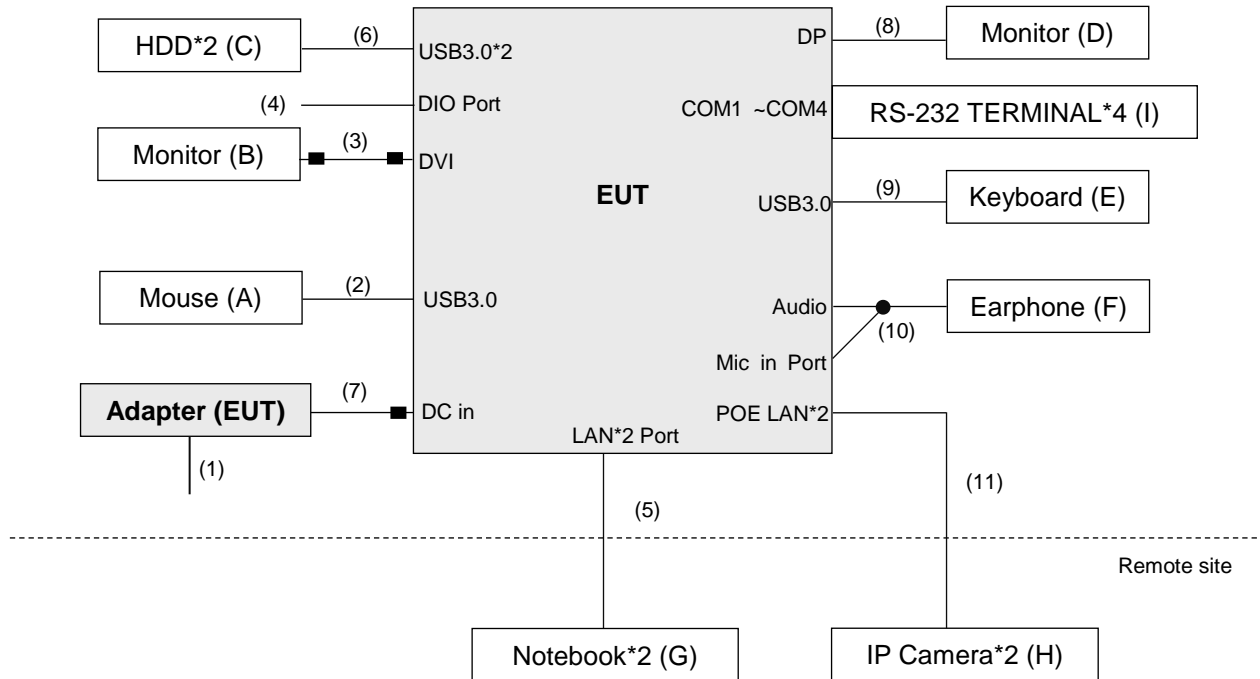 HDD*2 (C)
(6)
USB3.0*2
DP
(8)
Monitor (D)
(4)
DIO Port
COM1 ~COM4
RS-232 TERMINAL*4 (I)
Monitor (B)
(3)
DVI
EUT
USB3.0
(9)
Keyboard (E)
Mouse (A)
(2)
USB3.0
Audio
(10)
Earphone (F)
Mic in Port
Adapter (EUT)
(7)
DC in
POE LAN*2
LAN*2 Port
(1)
(5)
(11)
Remote site
Notebook*2 (G)
IP Camera*2 (H)